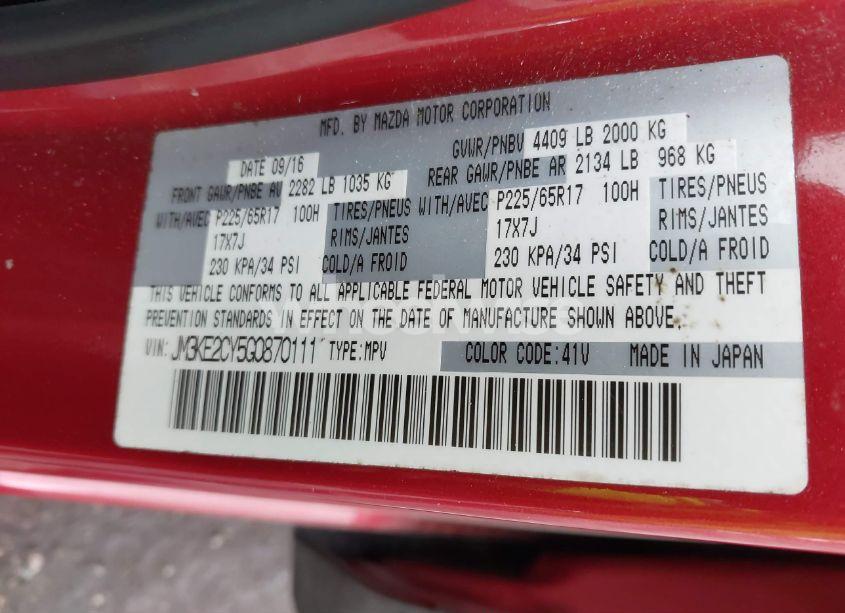 MFD. BY MAZDA MOTOR CORPORATION
DATE 09/16 GVWR/PNBV 4409 LB 2000 KG
FRONT GAWR/PNBE AV 2282 LB 1035 KG REAR GAWR/PNBE AR 2134 LB 968 KG
WITH/AVEC P225/65R17 100H TIRES/PNEUS WITH/AVEC P225/65R17 100H TIRES/PNEUS
17X7J RIMS/JANTES 17X7J RIMS/JANTES
230 KPA/34 PSI COLD/A FROID 230 KPA/34 PSI COLD/A FROID
THIS VEHICLE CONFORMS TO ALL APPLICABLE FEDERAL MOTOR VEHICLE SAFETY AND THEFT
PREVENTION STANDARDS IN EFFECT ON THE DATE OF MANUFACTURE SHOWN ABOVE.
VIN: JM3KE2CY5G0870111 TYPE:MPV COLOR CODE:41V MADE IN JAPAN